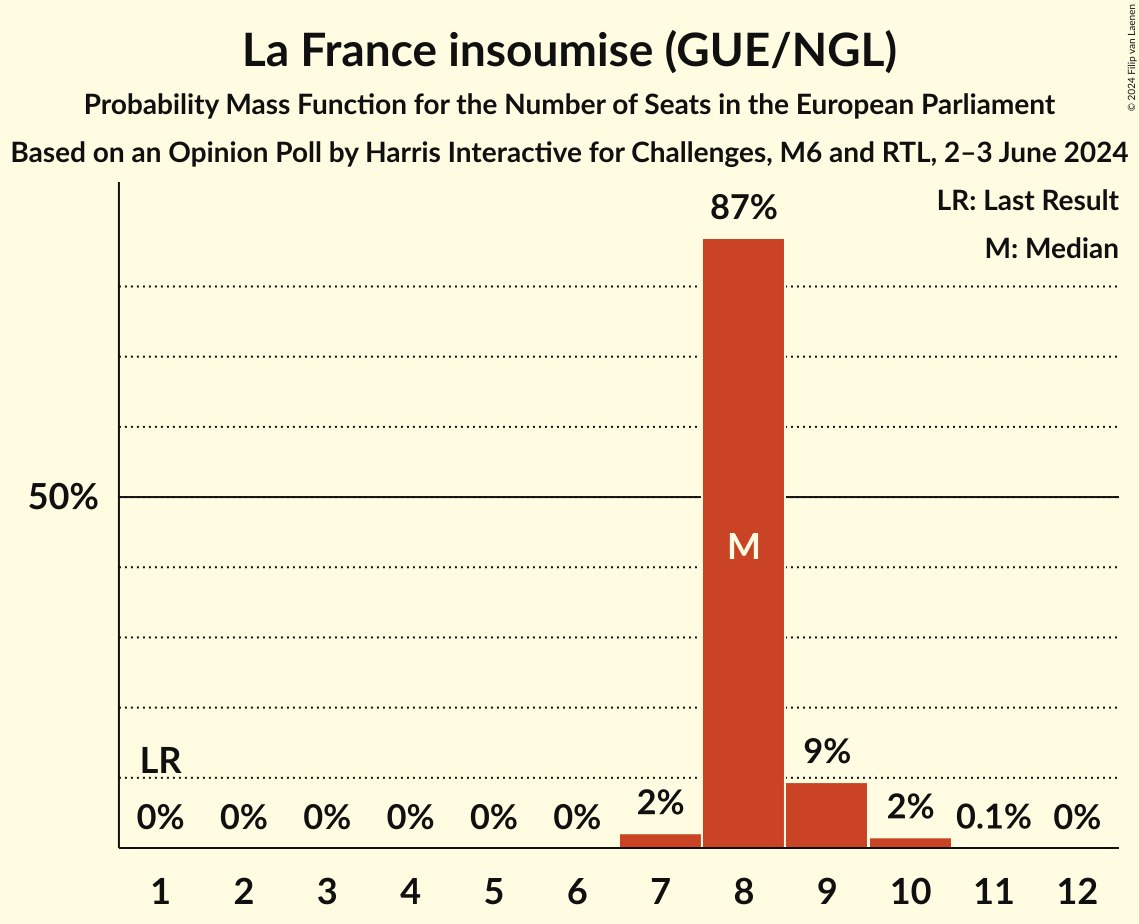 La France insoumise (GUE/NGL)
Probability Mass Function for the Number of Seats in the European Parliament
Based on an Opinion Poll by Harris Interactive for Challenges, M6 and RTL, 2–3 June 2024
© 2024 Filip van Laenen
LR: Last Result
M: Median
87%
50%
M
LR
9%
0% 0% 0% 0% 0% 0% 2% 2% 0.1% 0%
1 2 3 4 5 6 7 8 9 10 11 12